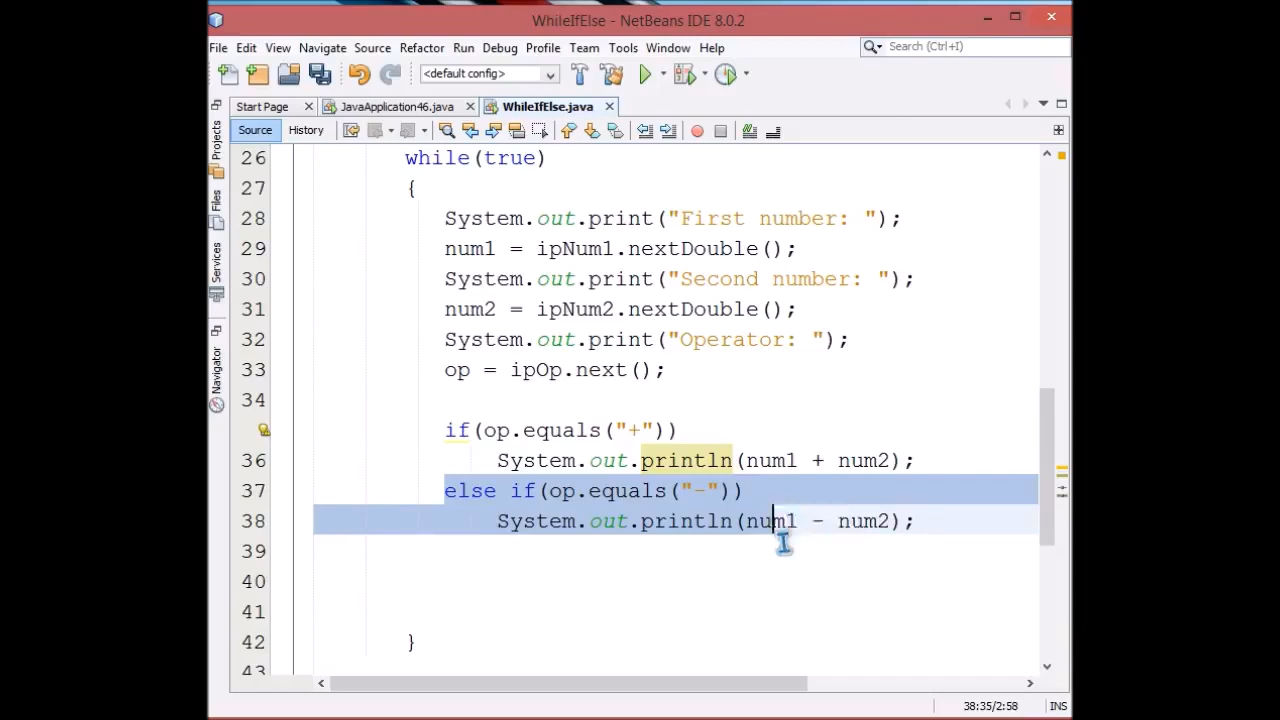 WhileIfElse - NetBeans IDE 8.0.2
File Edit View Navigate Source Refactor Run Debug Profile Team Tools Window Help
Search (Ctrl+I)
<default config>
Start Page JavaApplication46.java WhileIfElse.java
Source History
Projects
Files
Services
Navigator
26 while(true)
27 {
28 System.out.print("First number: ");
29 num1 = ipNum1.nextDouble();
30 System.out.print("Second number: ");
31 num2 = ipNum2.nextDouble();
32 System.out.print("Operator: ");
33 op = ipOp.next();
34
if(op.equals("+"))
36 System.out.println(num1 + num2);
37 else if(op.equals("-"))
38 System.out.println(num1 - num2);
39
40
41
42 }
43
38:35/2:58 INS